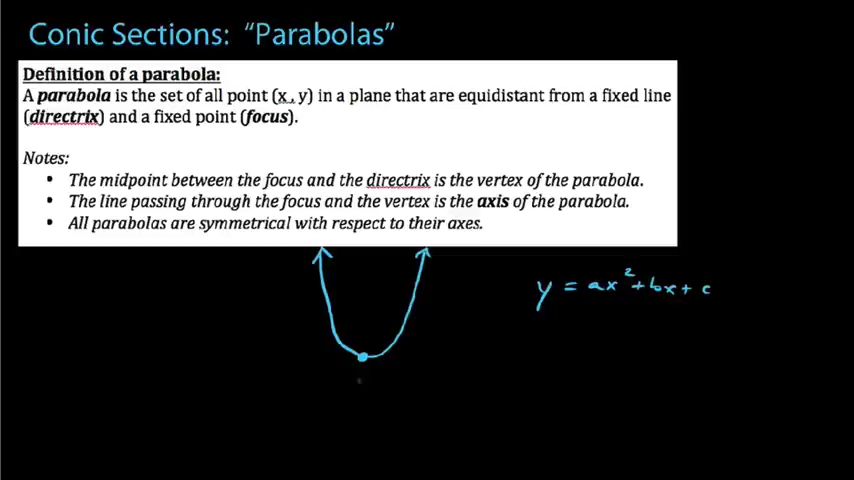 Conic Sections: "Parabolas"
Definition of a parabola:
A parabola is the set of all point (x , y) in a plane that are equidistant from a fixed line
(directrix) and a fixed point (focus).
Notes:
• The midpoint between the focus and the directrix is the vertex of the parabola.
• The line passing through the focus and the vertex is the axis of the parabola.
• All parabolas are symmetrical with respect to their axes.
y = ax² + bx + c